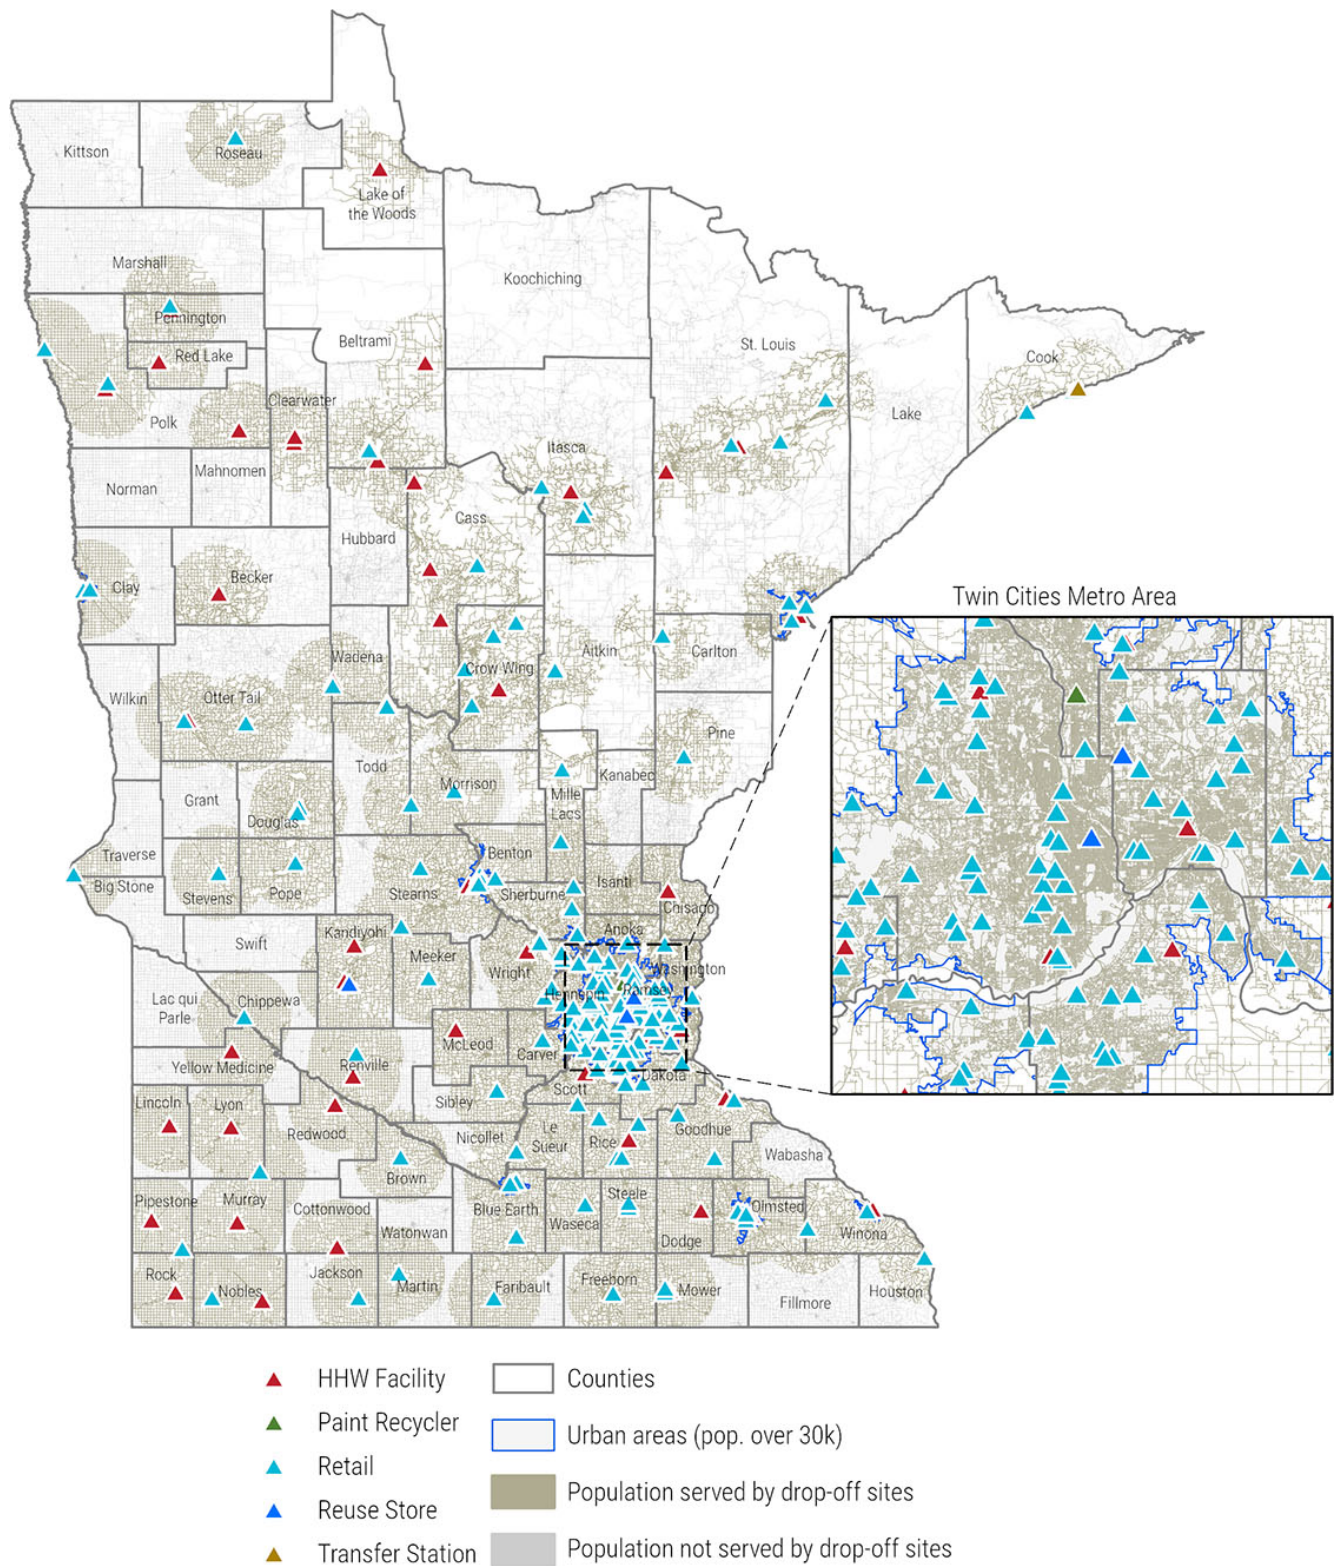 Kittson
Roseau
Lake of
the Woods
Marshall
Koochiching
Pennington
Beltrami
St. Louis
Red Lake
Cook
Clearwater
Lake
Polk
Itasca
Mahnomen
Norman
Cass
Hubbard
Clay
Becker
Twin Cities Metro Area
Wadena
Aitkin
Carlton
Crow Wing
Wilkin
Otter Tail
Pine
Todd
Kanabec
Morrison
Mille
Lacs
Grant
Douglas
Traverse
Benton
Big Stone
Stevens
Pope
Stearns
Sherburne
Isanti
Chisago
Anoka
Kandiyohi
Swift
Meeker
Wright
Washington
Hennepin
Ramsey
Lac qui
Parle
Chippewa
McLeod
Carver
Yellow Medicine
Renville
Scott
Dakota
Lincoln
Lyon
Sibley
Redwood
Nicollet
Le
Sueur
Rice
Goodhue
Wabasha
Brown
Pipestone
Murray
Cottonwood
Watonwan
Blue Earth
Waseca
Steele
Dodge
Olmsted
Winona
Rock
Nobles
Jackson
Martin
Faribault
Freeborn
Mower
Fillmore
Houston
HHW Facility
Paint Recycler
Retail
Reuse Store
Transfer Station
Counties
Urban areas (pop. over 30k)
Population served by drop-off sites
Population not served by drop-off sites